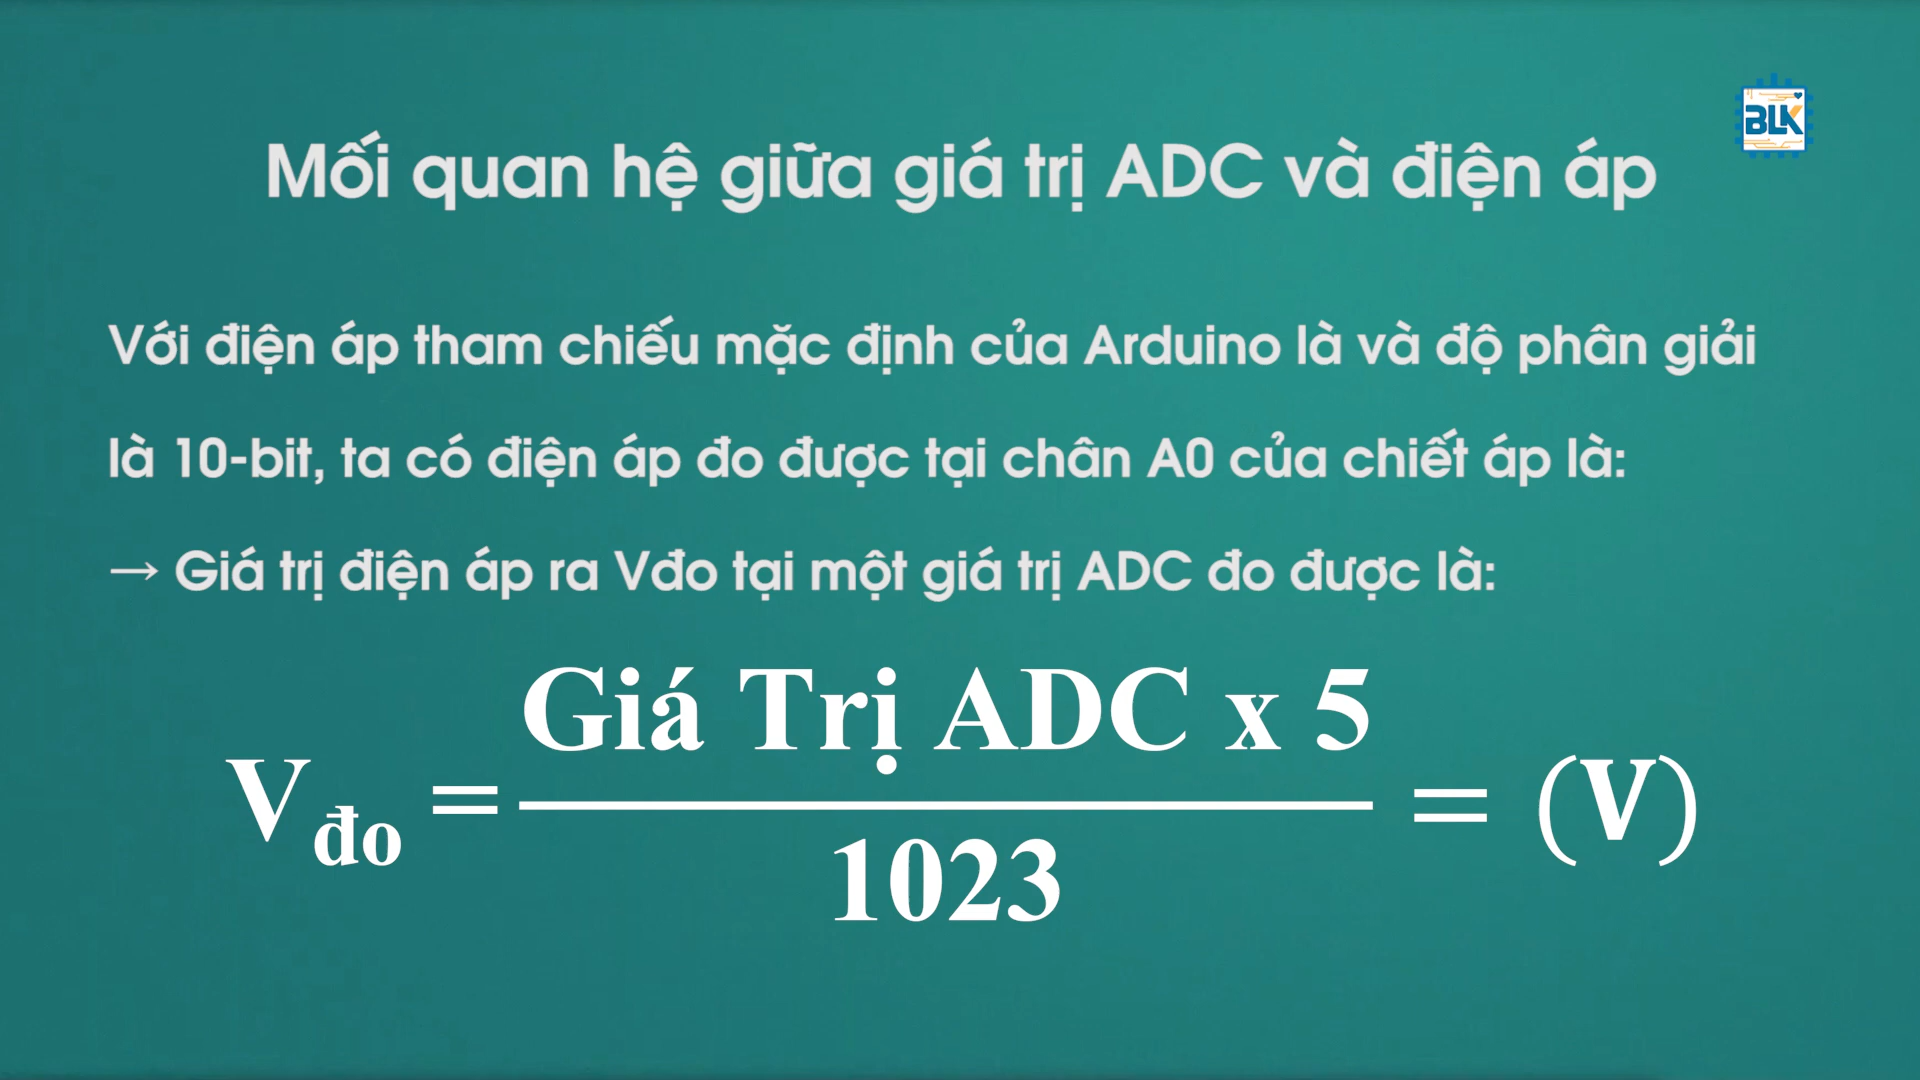 BLK
Mối quan hệ giữa giá trị ADC và điện áp
Với điện áp tham chiếu mặc định của Arduino là và độ phân giải
là 10-bit, ta có điện áp đo được tại chân A0 của chiết áp là:
→ Giá trị điện áp ra Vđo tại một giá trị ADC đo được là:
Giá Trị ADC x 5
Vđo = = (V)
1023